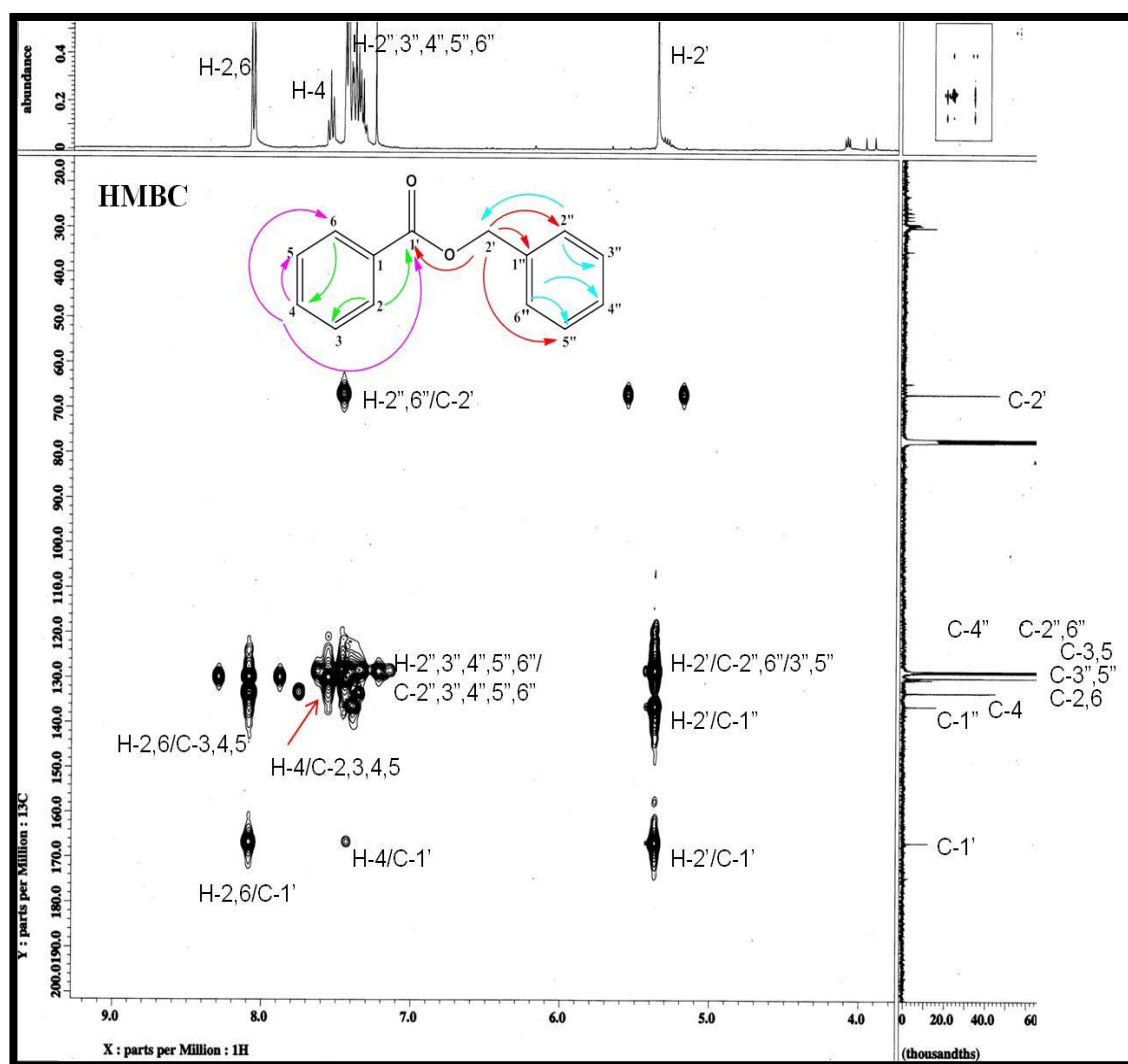 abundance
0.4
0.2
0
H-2,6
H-4
H-2”,3”,4”,5”,6”
H-2’
HMBC
20.0
30.0
40.0
50.0
60.0
70.0
80.0
90.0
100.0
110.0
120.0
130.0
140.0
150.0
160.0
170.0
180.0
190.0
200.0
Y : parts per Million : 13C
O
6
5
1'
O
2'
2''
1
1''
3''
4
2
3
6''
4''
5''
H-2”,6”/C-2’
C-2’
C-4”
C-2”,6”
C-3,5
C-3”,5”
C-2,6
C-4
C-1”
C-1’
H-2”,3”,4”,5”,6”/
C-2”,3”,4”,5”,6”
H-2’/C-2”,6”/3”,5”
H-2’/C-1”
H-2,6/C-3,4,5
H-4/C-2,3,4,5
H-4/C-1’
H-2’/C-1’
H-2,6/C-1’
9.0
8.0
7.0
6.0
5.0
4.0
X : parts per Million : 1H
0
20.0
40.0
60.0
(thousandths)